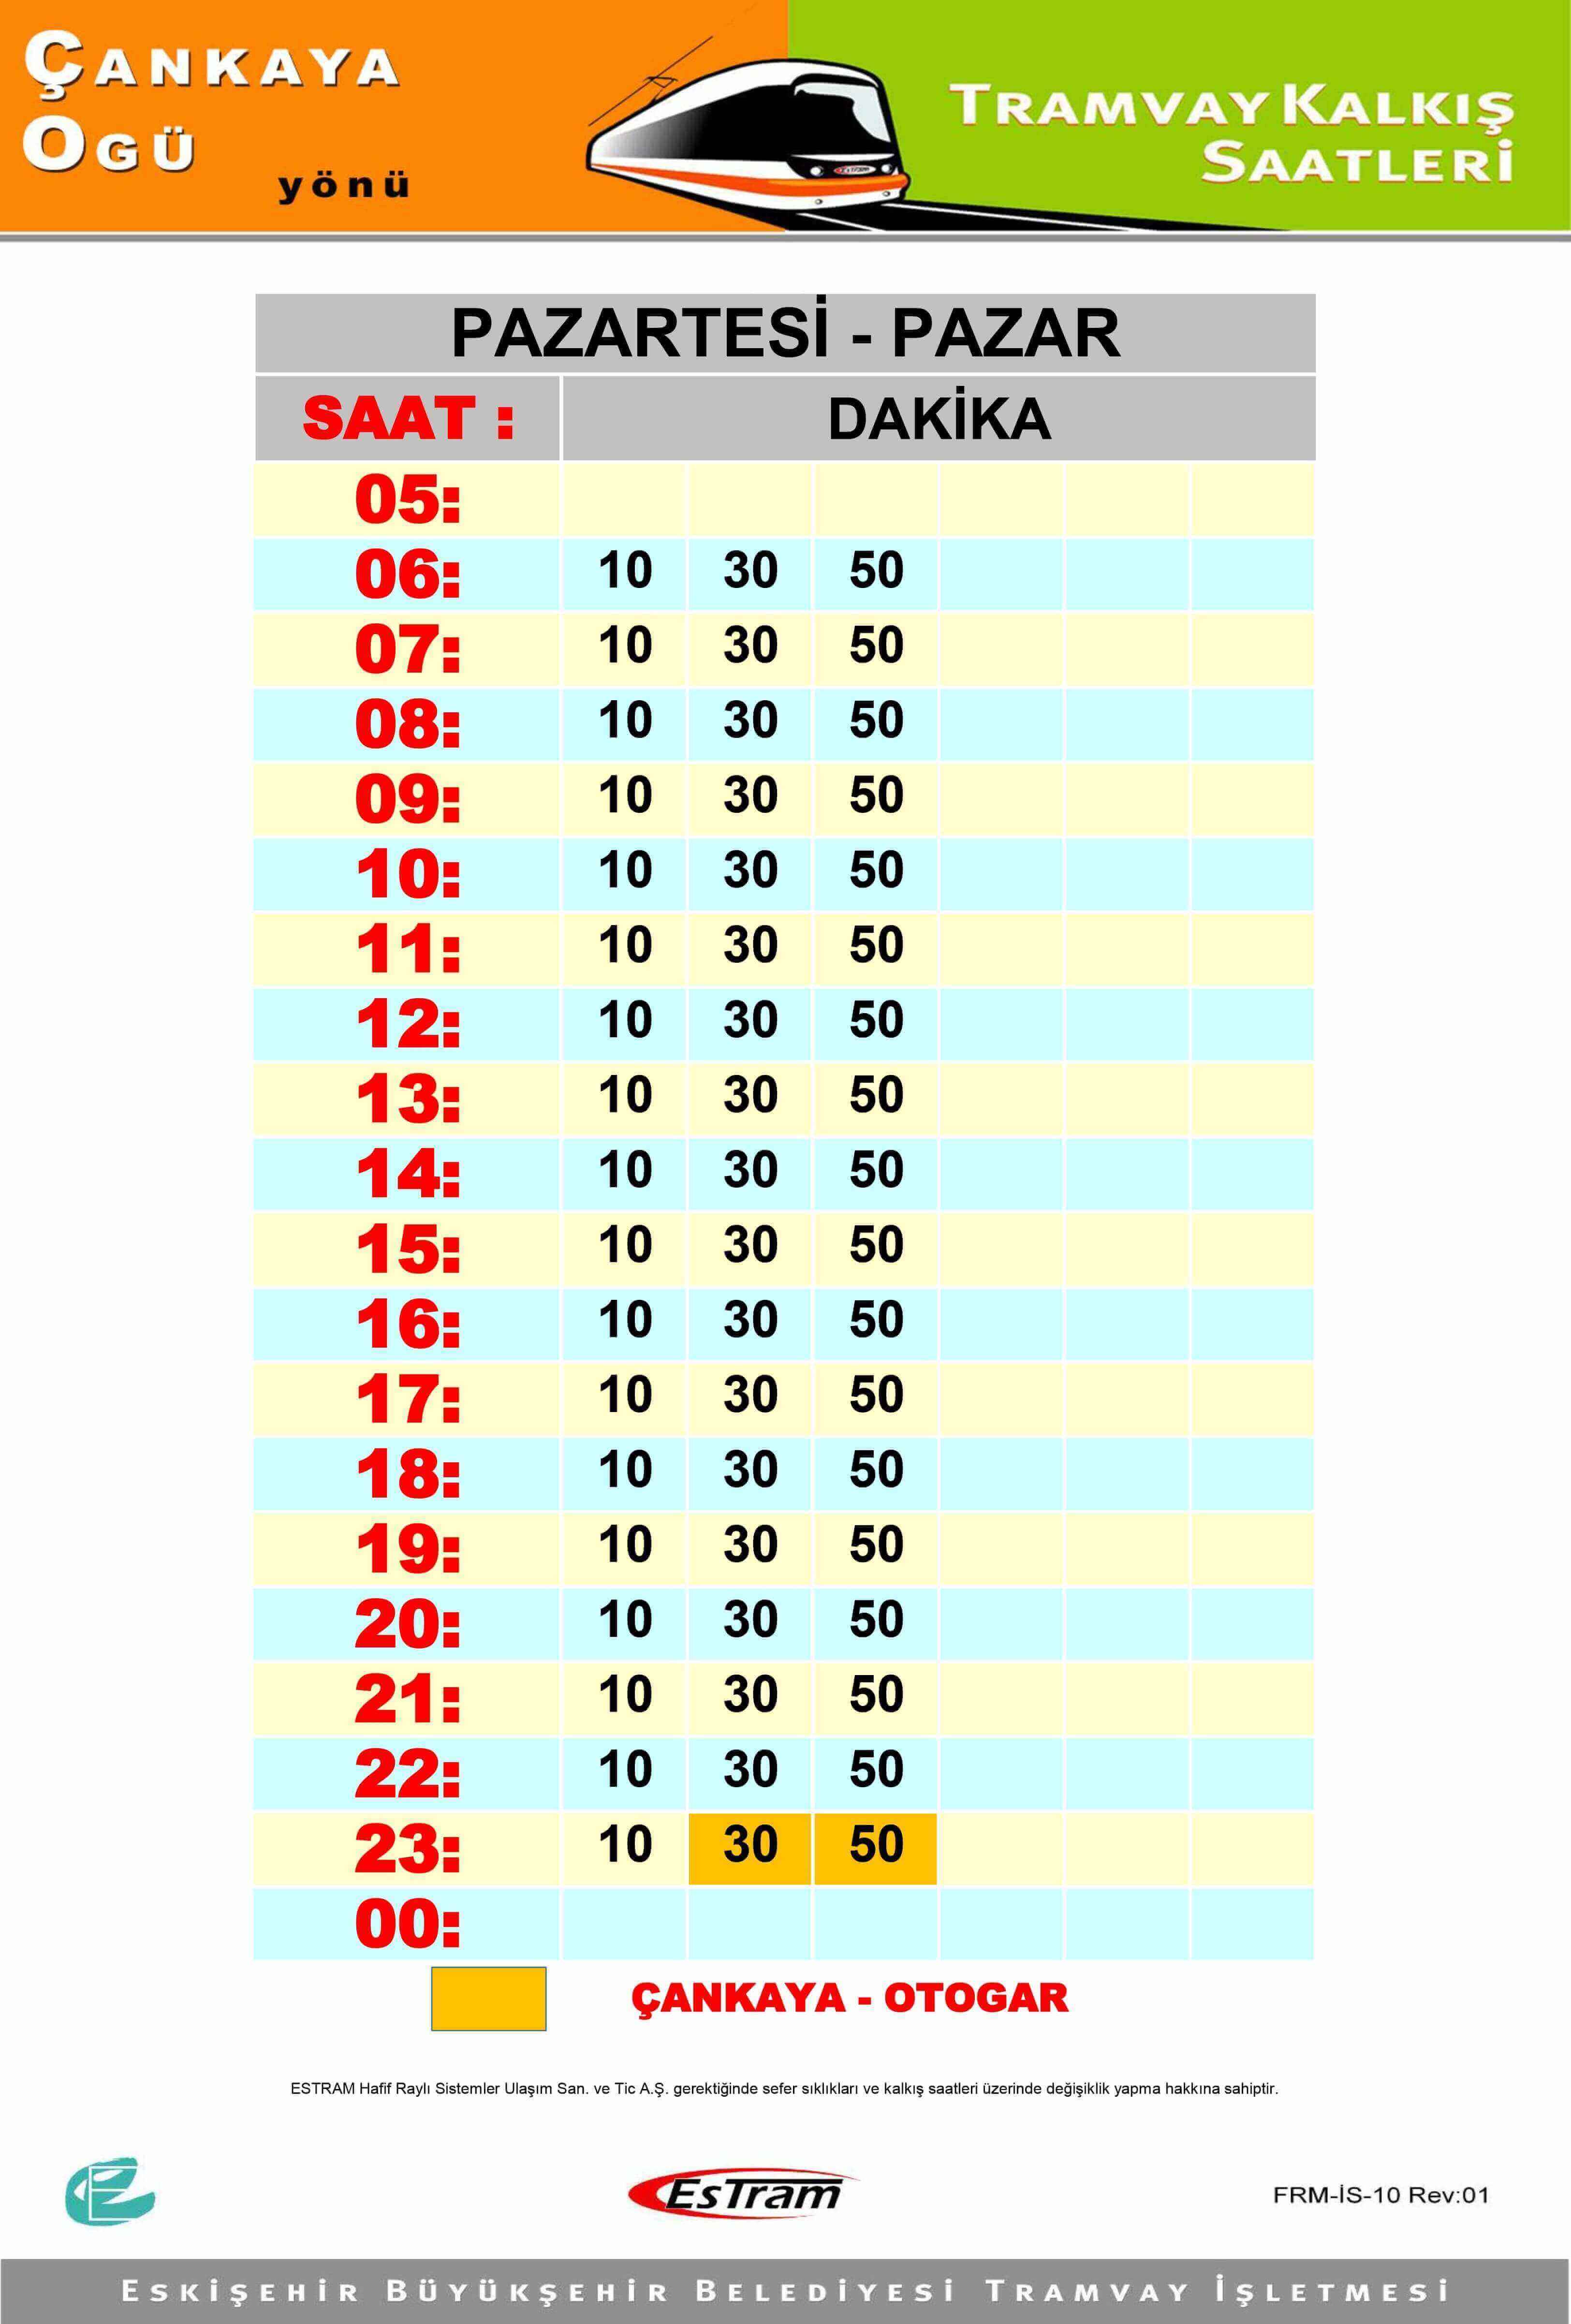 ÇANKAYA
OGÜ
yönü
TRAMVAY KALKIŞ
SAATLERİ
ESTRAM
PAZARTESİ - PAZAR
SAAT : DAKİKA
05:
06: 10 30 50
07: 10 30 50
08: 10 30 50
09: 10 30 50
10: 10 30 50
11: 10 30 50
12: 10 30 50
13: 10 30 50
14: 10 30 50
15: 10 30 50
16: 10 30 50
17: 10 30 50
18: 10 30 50
19: 10 30 50
20: 10 30 50
21: 10 30 50
22: 10 30 50
23: 10 30 50
00:
ÇANKAYA - OTOGAR
ESTRAM Hafif Raylı Sistemler Ulaşım San. ve Tic A.Ş. gerektiğinde sefer sıklıkları ve kalkış saatleri üzerinde değişiklik yapma hakkına sahiptir.
EsTram
FRM-İS-10 Rev:01
ESKİŞEHİR BÜYÜKŞEHİR BELEDİYESİ TRAMVAY İŞLETMESİ